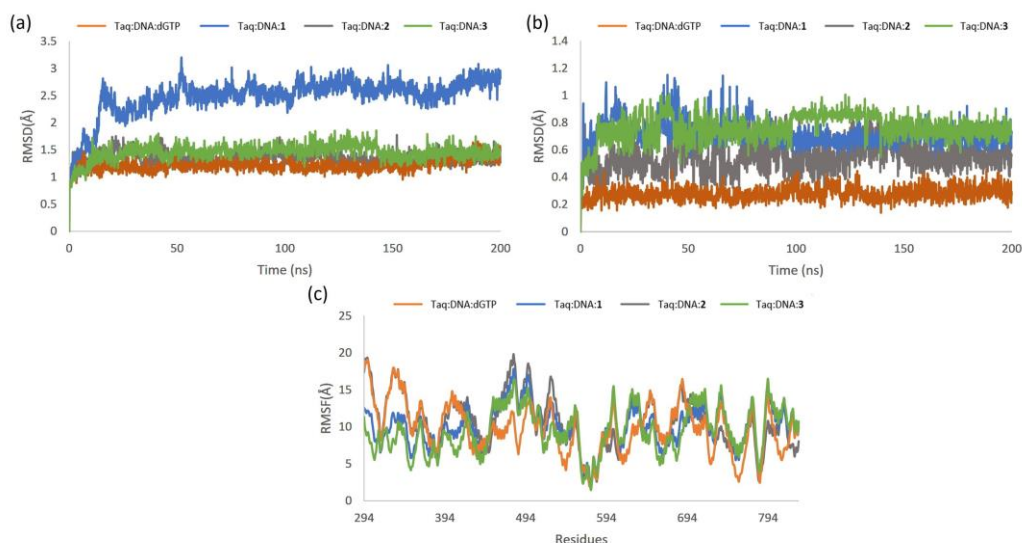 (a)
Taq:DNA:dGTP Taq:DNA:1 Taq:DNA:2 Taq:DNA:3
3.5
3
2.5
2
1.5
1
0.5
0
RMSD(Å)
0 50 100 150 200
Time (ns)
(b)
Taq:DNA:dGTP Taq:DNA:1 Taq:DNA:2 Taq:DNA:3
1.4
1.2
1
0.8
0.6
0.4
0.2
0
RMSD(Å)
0 50 100 150 200
Time (ns)
(c)
Taq:DNA:dGTP Taq:DNA:1 Taq:DNA:2 Taq:DNA:3
25
20
15
10
5
0
RMSF(Å)
294 394 494 594 694 794
Residues